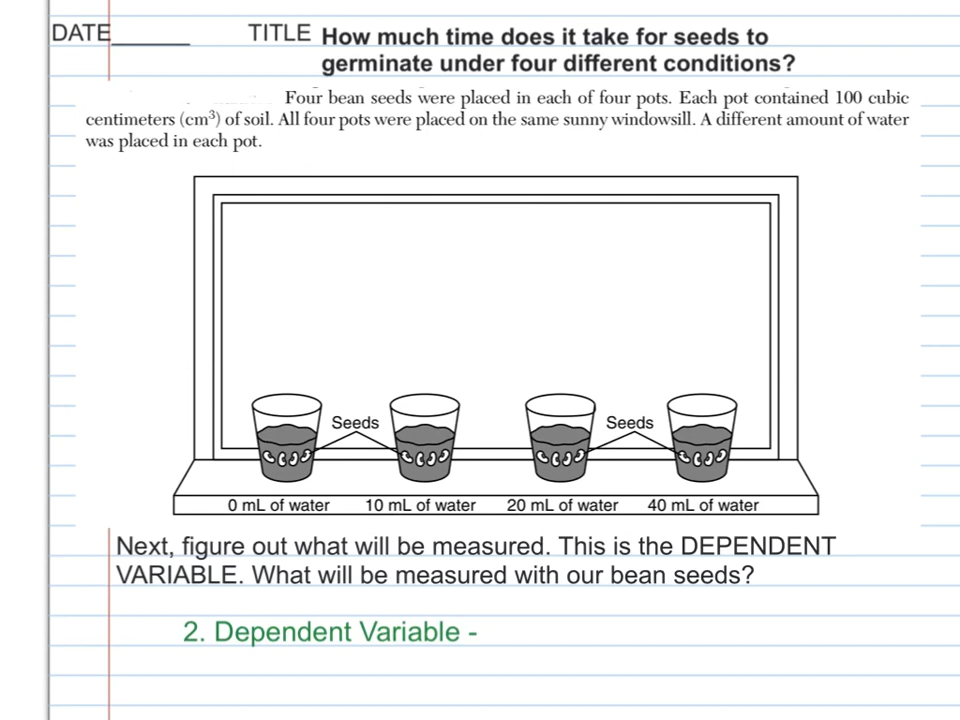 DATE______ TITLE How much time does it take for seeds to
germinate under four different conditions?
Four bean seeds were placed in each of four pots. Each pot contained 100 cubic
centimeters (cm³) of soil. All four pots were placed on the same sunny windowsill. A different amount of water
was placed in each pot.
Seeds Seeds
0 mL of water 10 mL of water 20 mL of water 40 mL of water
Next, figure out what will be measured. This is the DEPENDENT
VARIABLE. What will be measured with our bean seeds?
2. Dependent Variable -